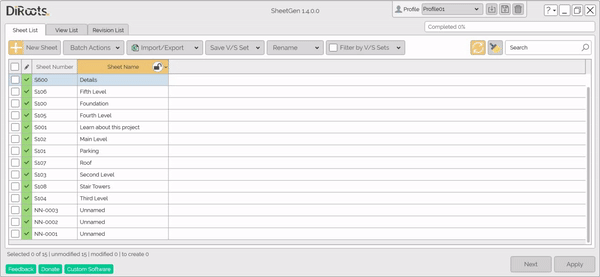 DiRoots
SheetGen 1.4.0.0
Profile
Profile01
?
Sheet List
View List
Revision List
Completed 0%
New Sheet
Batch Actions
Import/Export
Save V/S Set
Rename
Filter by V/S Sets
Search
Sheet Number Sheet Name
S600 Details
S106 Fifth Level
S100 Foundation
S105 Fourth Level
S001 Learn about this project
S102 Main Level
S101 Parking
S107 Roof
S103 Second Level
S108 Stair Towers
S104 Third Level
NN-0003 Unnamed
NN-0002 Unnamed
NN-0001 Unnamed
Selected 0 of 15 | unmodified 15 | modified 0 | to create 0
Feedback
Donate
Custom Software
Next
Apply